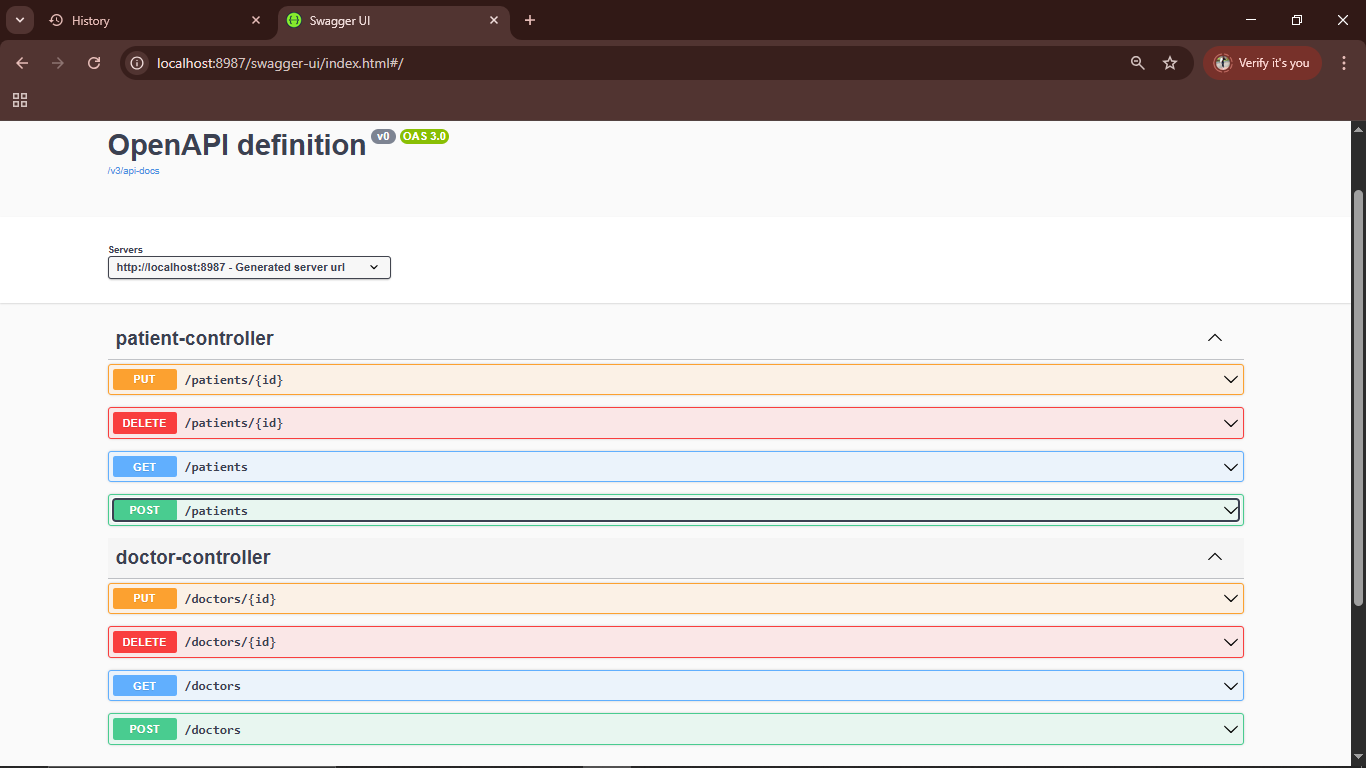 History
Swagger UI
localhost:8987/swagger-ui/index.html#/
Verify it's you
OpenAPI definition v0 OAS 3.0
/v3/api-docs
Servers
http://localhost:8987 - Generated server url
patient-controller
PUT /patients/{id}
DELETE /patients/{id}
GET /patients
POST /patients
doctor-controller
PUT /doctors/{id}
DELETE /doctors/{id}
GET /doctors
POST /doctors